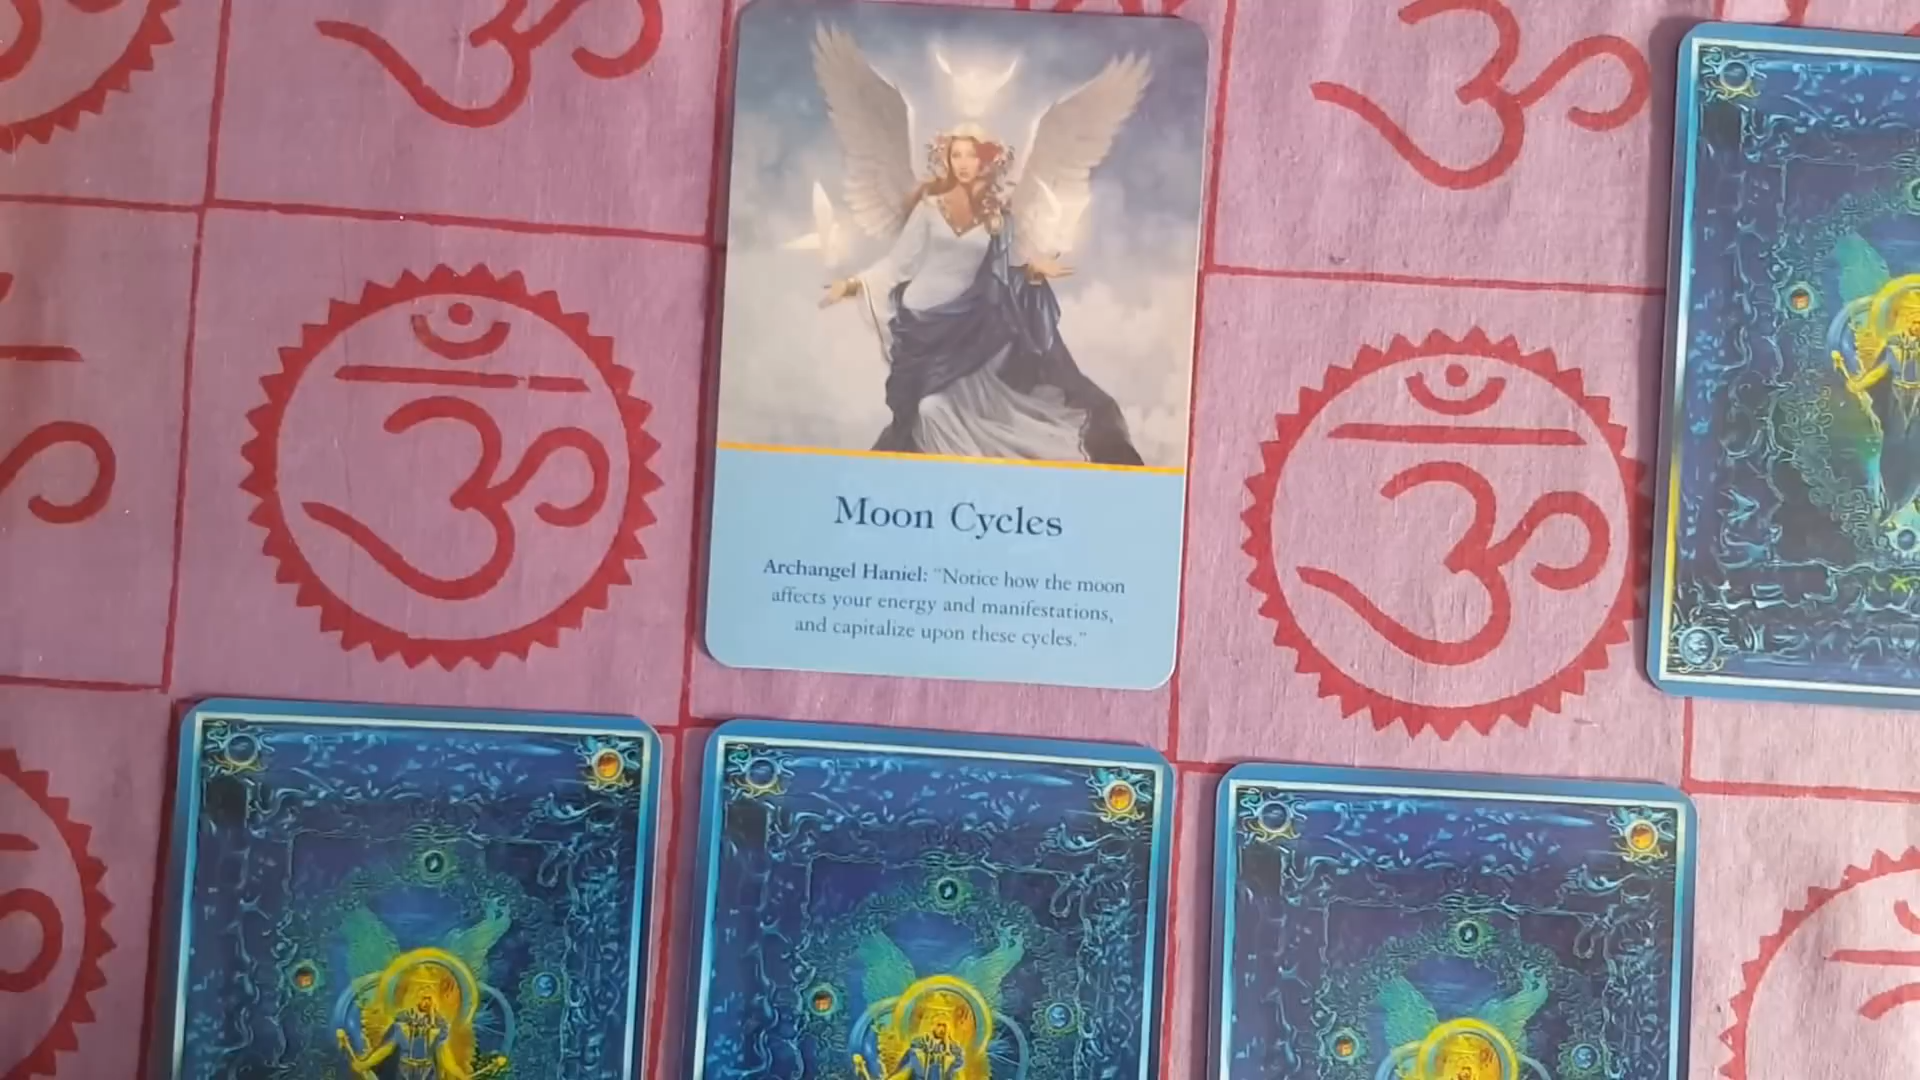 Moon Cycles
Archangel Haniel: "Notice how the moon
affects your energy and manifestations,
and capitalize upon these cycles."